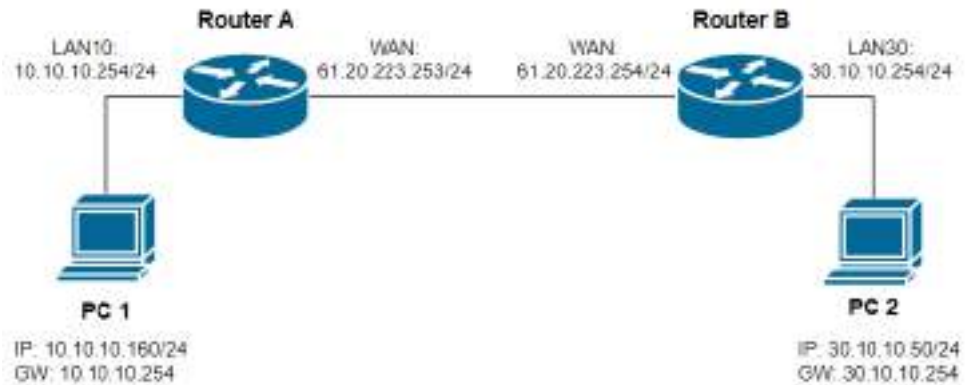 Router A
Router B
LAN10:
10.10.10.254/24
WAN:
61.20.223.253/24
WAN:
61.20.223.254/24
LAN30:
30.10.10.254/24
PC 1
PC 2
IP: 10.10.10.160/24
GW: 10.10.10.254
IP: 30.10.10.50/24
GW: 30.10.10.254